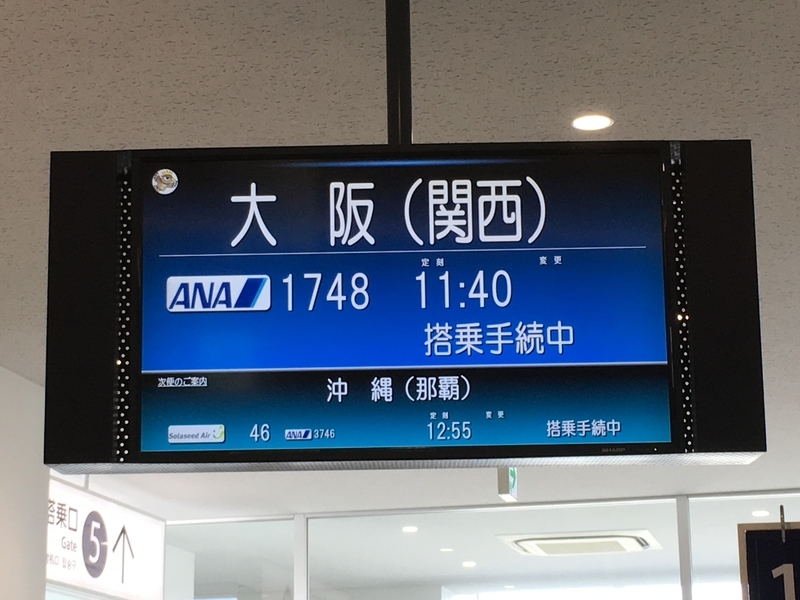 大 阪 (関西)
定刻 変更
ANA 1748 11:40
搭乗手続中
次便のご案内
沖 縄 (那覇)
定刻 変更
Solaseed Air 46 ANA 3746 12:55 搭乗手続中
搭乗口
Gate 5
1